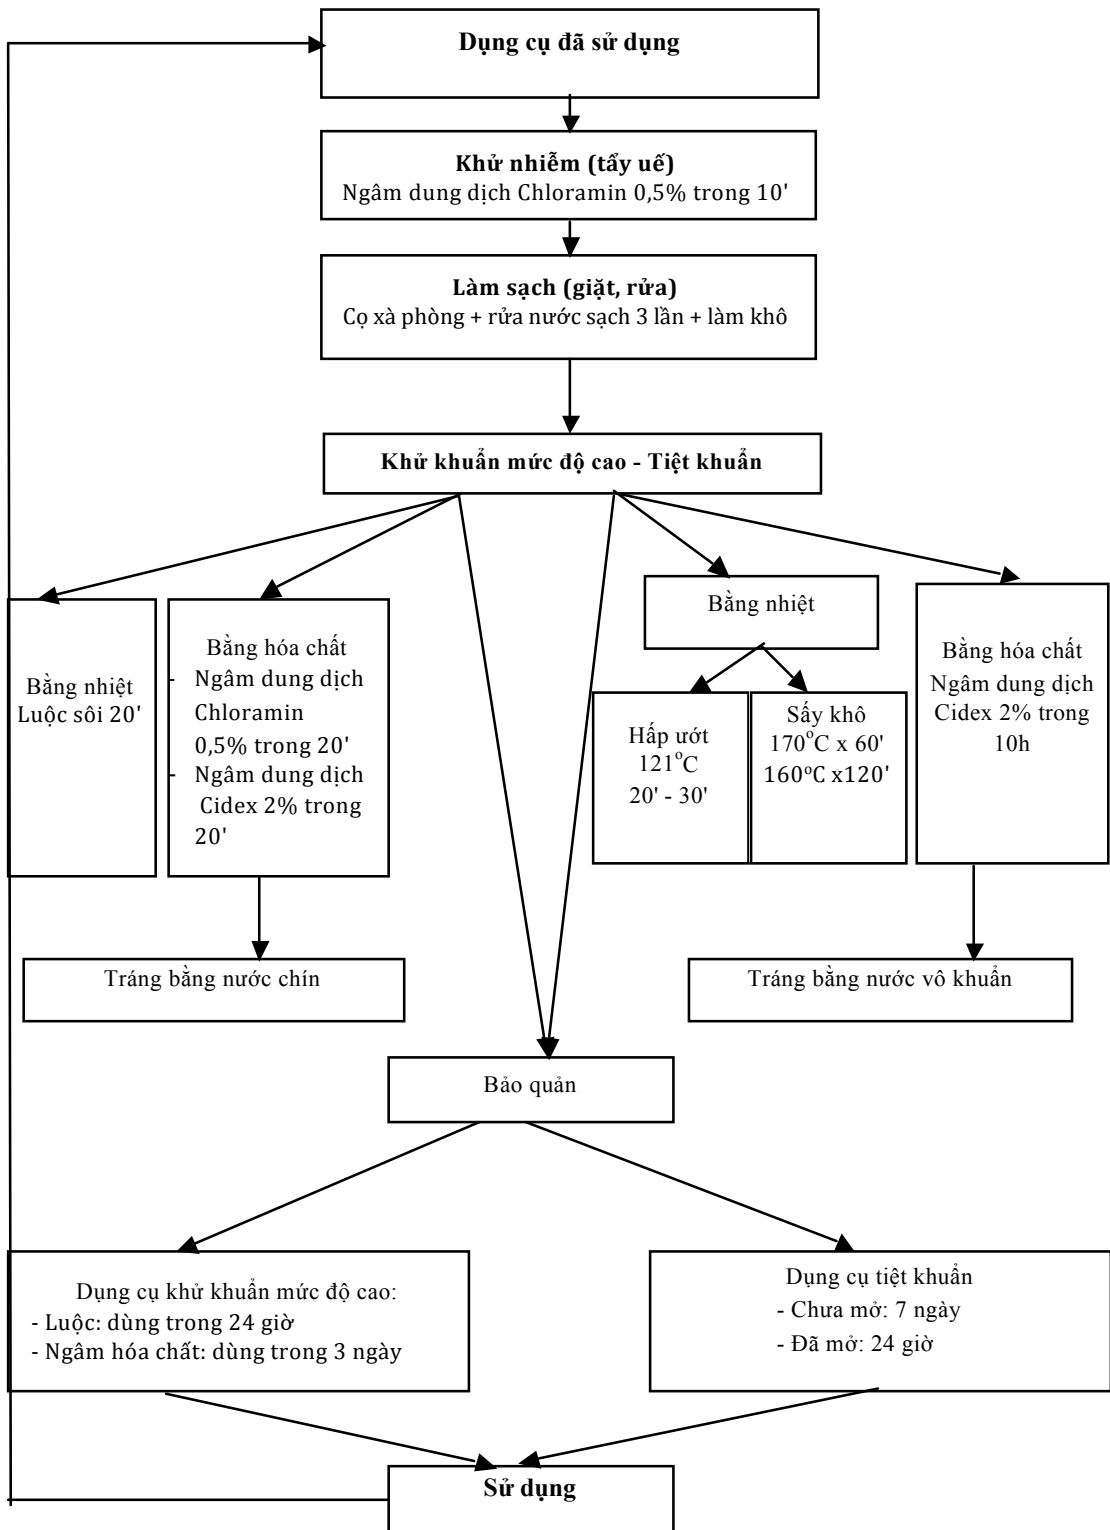 Dụng cụ đã sử dụng
Khử nhiễm (tẩy uế)
Ngâm dung dịch Chloramin 0,5% trong 10'
Làm sạch (giặt, rửa)
Cọ xà phòng + rửa nước sạch 3 lần + làm khô
Khử khuẩn mức độ cao - Tiệt khuẩn
Bằng nhiệt
Luộc sôi 20'
Bằng hóa chất
- Ngâm dung dịch
Chloramin
0,5% trong 20'
- Ngâm dung dịch
Cidex 2% trong
20'
Bằng nhiệt
Hấp ướt
121°C
20' - 30'
Sấy khô
170°C x 60'
160°C x120'
Bằng hóa chất
Ngâm dung dịch
Cidex 2% trong
10h
Tráng bằng nước chín
Tráng bằng nước vô khuẩn
Bảo quản
Dụng cụ khử khuẩn mức độ cao:
- Luộc: dùng trong 24 giờ
- Ngâm hóa chất: dùng trong 3 ngày
Dụng cụ tiệt khuẩn
- Chưa mở: 7 ngày
- Đã mở: 24 giờ
Sử dụng